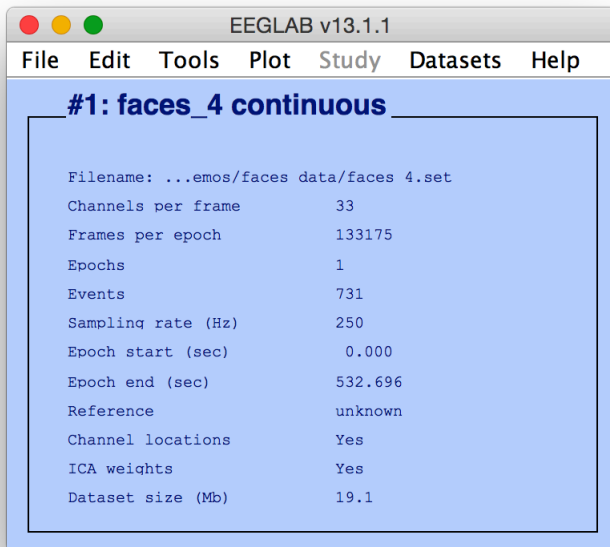 EEGLAB v13.1.1
File Edit Tools Plot Study Datasets Help
#1: faces_4 continuous
Filename: ...emos/faces data/faces 4.set
Channels per frame 33
Frames per epoch 133175
Epochs 1
Events 731
Sampling rate (Hz) 250
Epoch start (sec) 0.000
Epoch end (sec) 532.696
Reference unknown
Channel locations Yes
ICA weights Yes
Dataset size (Mb) 19.1